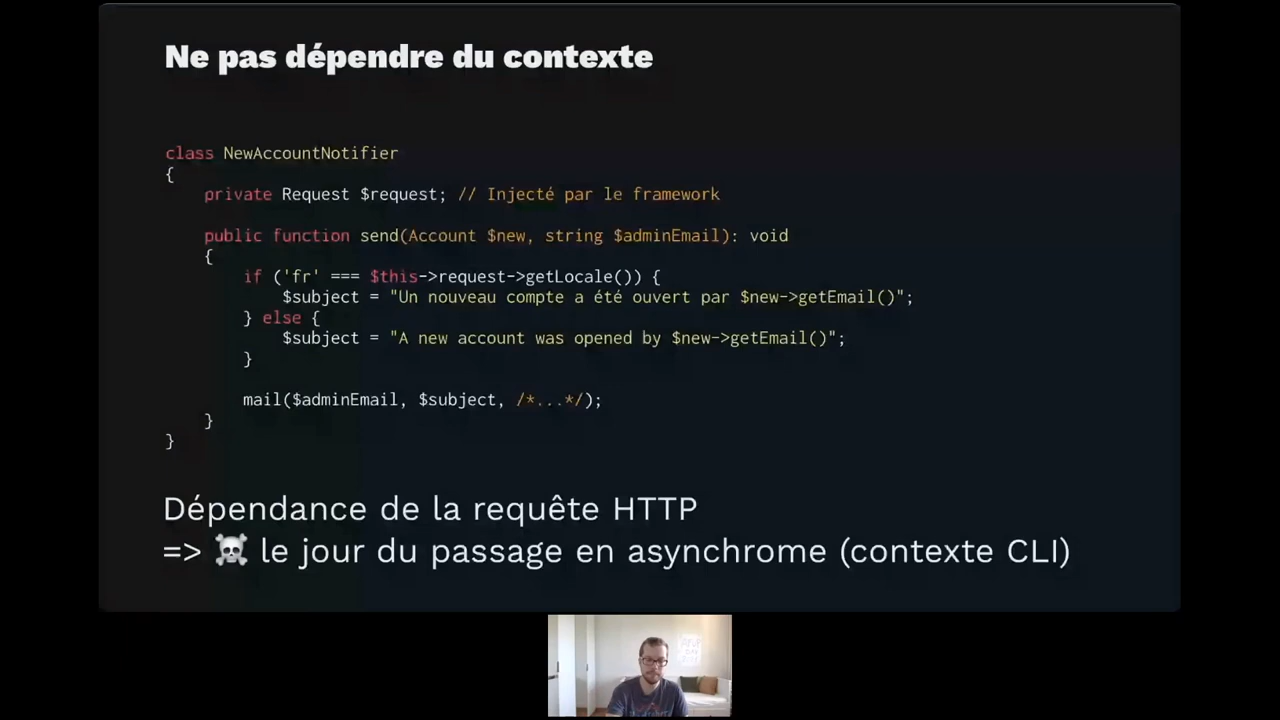 Ne pas dépendre du contexte
class NewAccountNotifier
{
    private Request $request; // Injecté par le framework
    public function send(Account $new, string $adminEmail): void
    {
        if ('fr' === $this->request->getLocale()) {
            $subject = "Un nouveau compte a été ouvert par $new->getEmail()";
        } else {
            $subject = "A new account was opened by $new->getEmail()";
        }
        mail($adminEmail, $subject, /*...*/);
    }
}
Dépendance de la requête HTTP
=> ☠️ le jour du passage en asynchrome (contexte CLI)